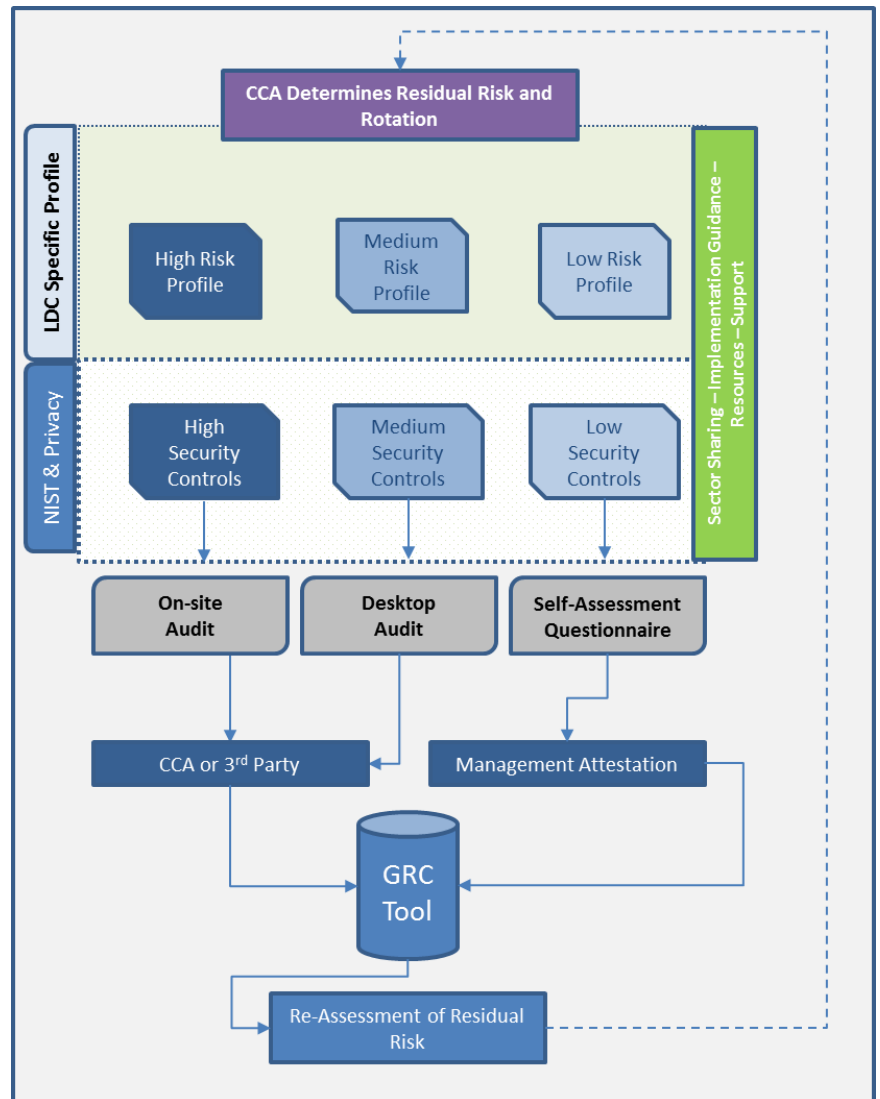 CCA Determines Residual Risk and
Rotation
LDC Specific Profile
High Risk
Profile
Medium
Risk
Profile
Low Risk
Profile
Sector Sharing – Implementation Guidance –
Resources – Support
NIST & Privacy
High
Security
Controls
Medium
Security
Controls
Low
Security
Controls
On-site
Audit
Desktop
Audit
Self-Assessment
Questionnaire
CCA or 3rd Party
Management Attestation
GRC
Tool
Re-Assessment of Residual
Risk